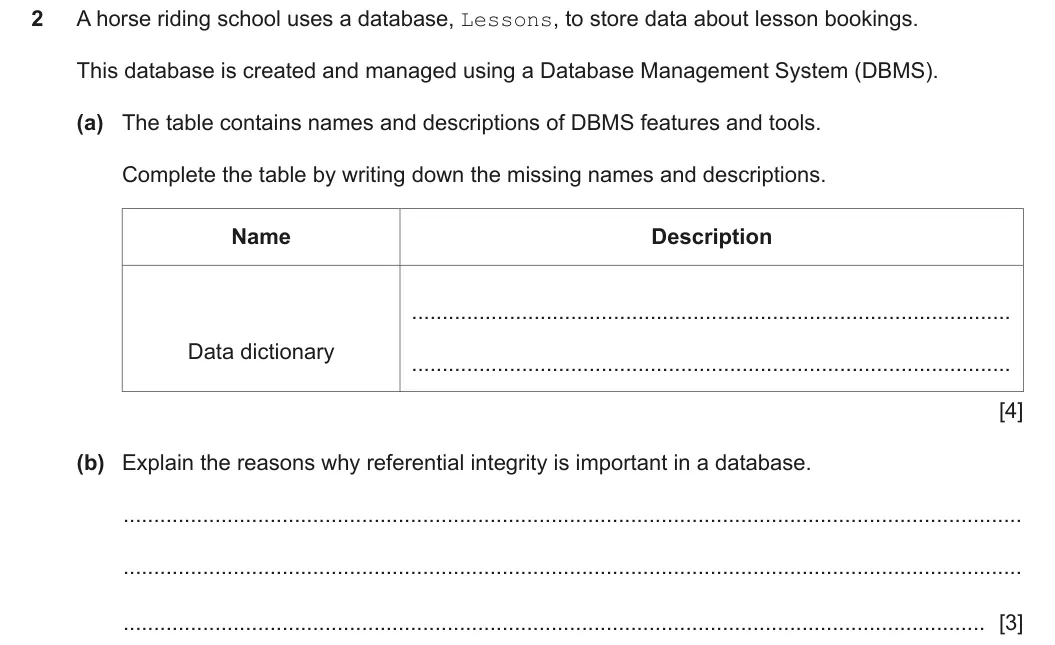 2 A horse riding school uses a database, Lessons, to store data about lesson bookings.
This database is created and managed using a Database Management System (DBMS).
(a) The table contains names and descriptions of DBMS features and tools.
Complete the table by writing down the missing names and descriptions.
Name Description
Data dictionary
[4]
(b) Explain the reasons why referential integrity is important in a database.
[3]